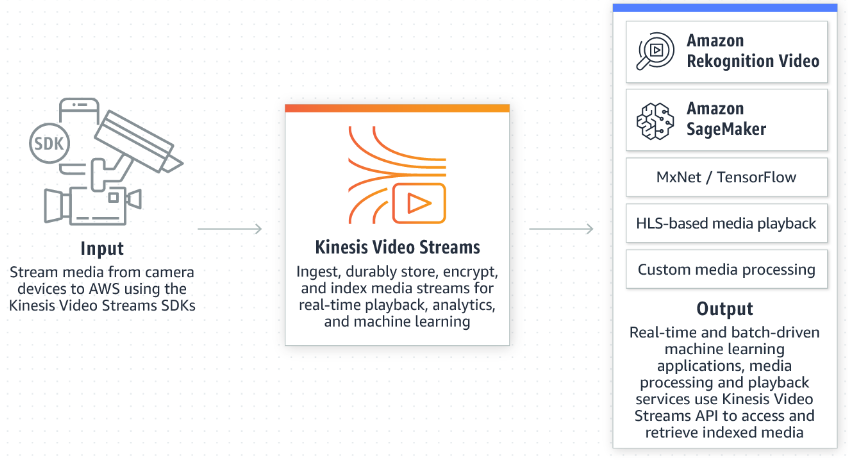 SDK
Input
Stream media from camera
devices to AWS using the
Kinesis Video Streams SDKs
Kinesis Video Streams
Ingest, durably store, encrypt,
and index media streams for
real-time playback, analytics,
and machine learning
Amazon
Rekognition Video
Amazon
SageMaker
MxNet / TensorFlow
HLS-based media playback
Custom media processing
Output
Real-time and batch-driven
machine learning
applications, media
processing and playback
services use Kinesis Video
Streams API to access and
retrieve indexed media